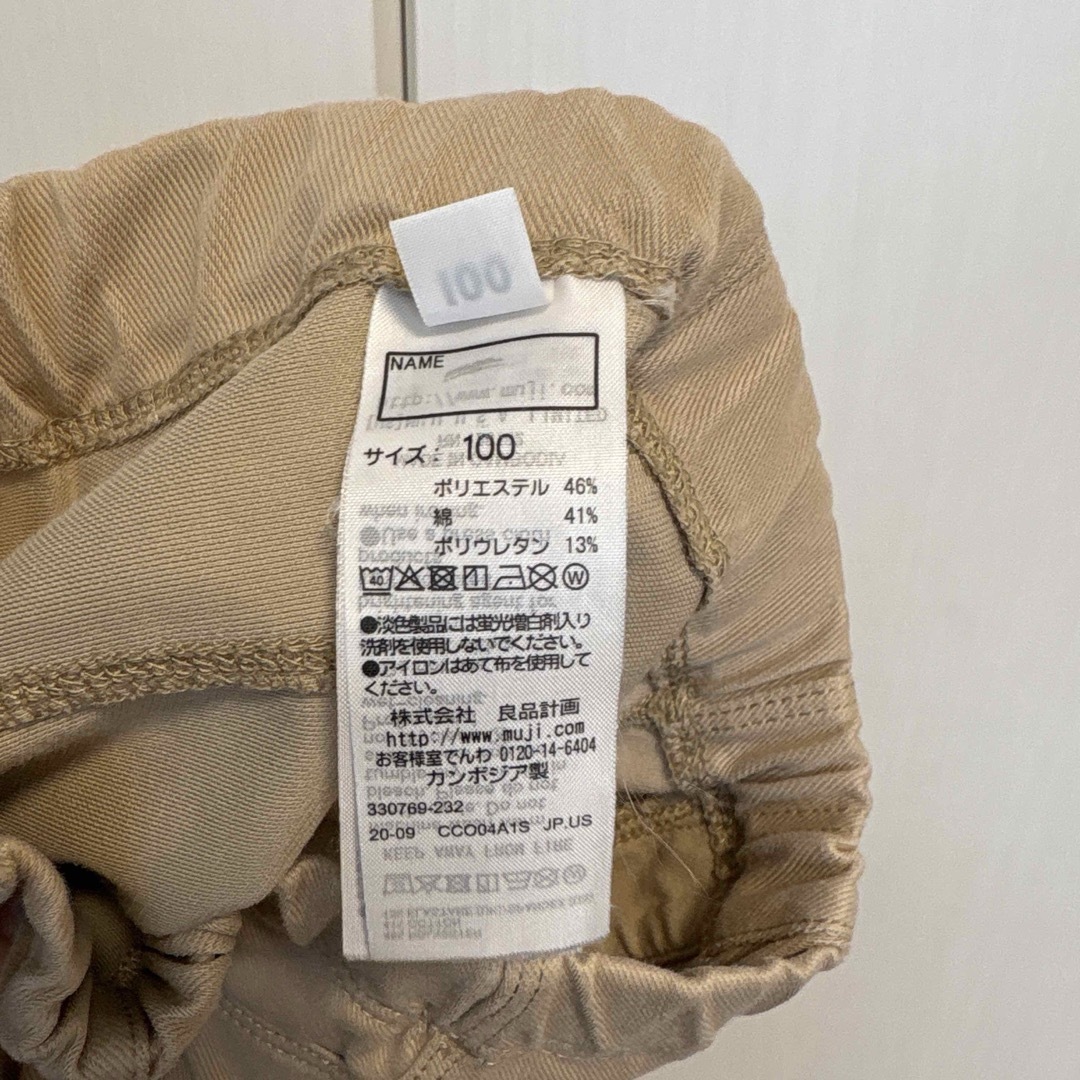 100
NAME
サイズ： 100
ポリエステル 46%
綿 41%
ポリウレタン 13%
40 W
●淡色製品には蛍光増白剤入り
洗剤を使用しないでください。
●アイロンはあて布を使用して
ください。
株式会社 良品計画
http://www.muji.com
お客様室でんわ 0120-14-6404
カンボジア製
330769-232
20-09 CCO04A1S JP.US